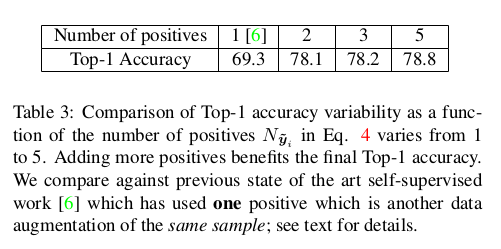 Number of positives 1 [6] 2 3 5
Top-1 Accuracy 69.3 78.1 78.2 78.8
Table 3: Comparison of Top-1 accuracy variability as a func-
tion of the number of positives $N_{\tilde{y}_i}$ in Eq. 4 varies from 1
to 5. Adding more positives benefits the final Top-1 accuracy.
We compare against previous state of the art self-supervised
work [6] which has used one positive which is another data
augmentation of the same sample; see text for details.